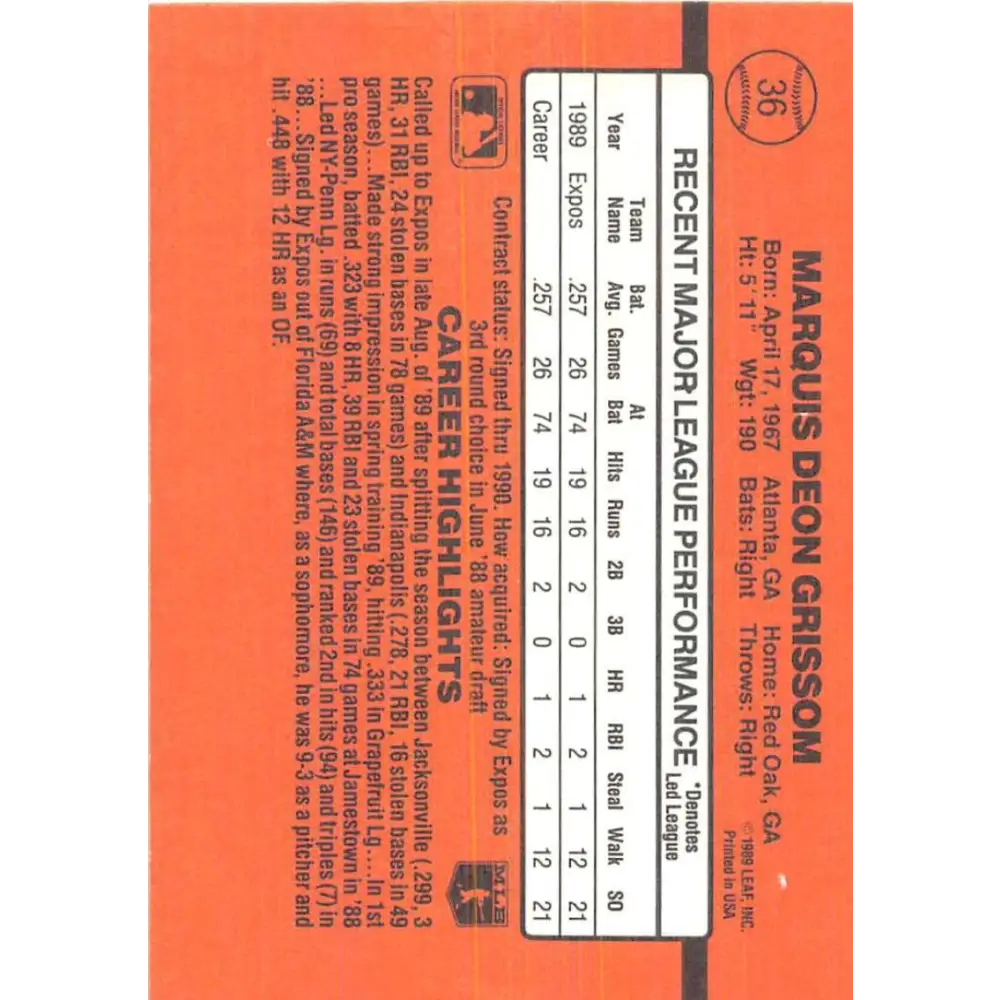 36
MARQUIS DEON GRISSOM
Born: April 17, 1967 Atlanta, GA Home: Red Oak, GA
Ht: 5'11" Wgt: 190 Bats: Right Throws: Right
© 1989 LEAF, INC.
Printed in USA
RECENT MAJOR LEAGUE PERFORMANCE
*Denotes
Led League
Year Team Name Bat. Avg. Games At Bat Hits Runs 2B 3B HR RBI Steal Walk SO
1989 Expos .257 26 74 19 16 2 0 1 2 1 12 21
Career .257 26 74 19 16 2 0 1 2 1 12 21
Contract status: Signed thru 1990. How acquired: Signed by Expos as
3rd round choice in June '88 amateur draft
MLB
CAREER HIGHLIGHTS
Called up to Expos in late Aug. of '89 after splitting the season between Jacksonville (.299, 3
HR, 31 RBI, 24 stolen bases in 78 games) and Indianapolis (.278, 21 RBI, 16 stolen bases in 49
games)...Made strong impression in spring training '89, hitting .333 in Grapefruit Lg....In 1st
pro season, batted .323 with 8 HR, 39 RBI and 23 stolen bases in 74 games at Jamestown in '88
...Led NY-Penn Lg. in runs (69) and total bases (146) and ranked 2nd in hits (94) and triples (7) in
'88...Signed by Expos out of Florida A&M where, as a sophomore, he was 9-3 as a pitcher and
hit .448 with 12 HR as an OF.